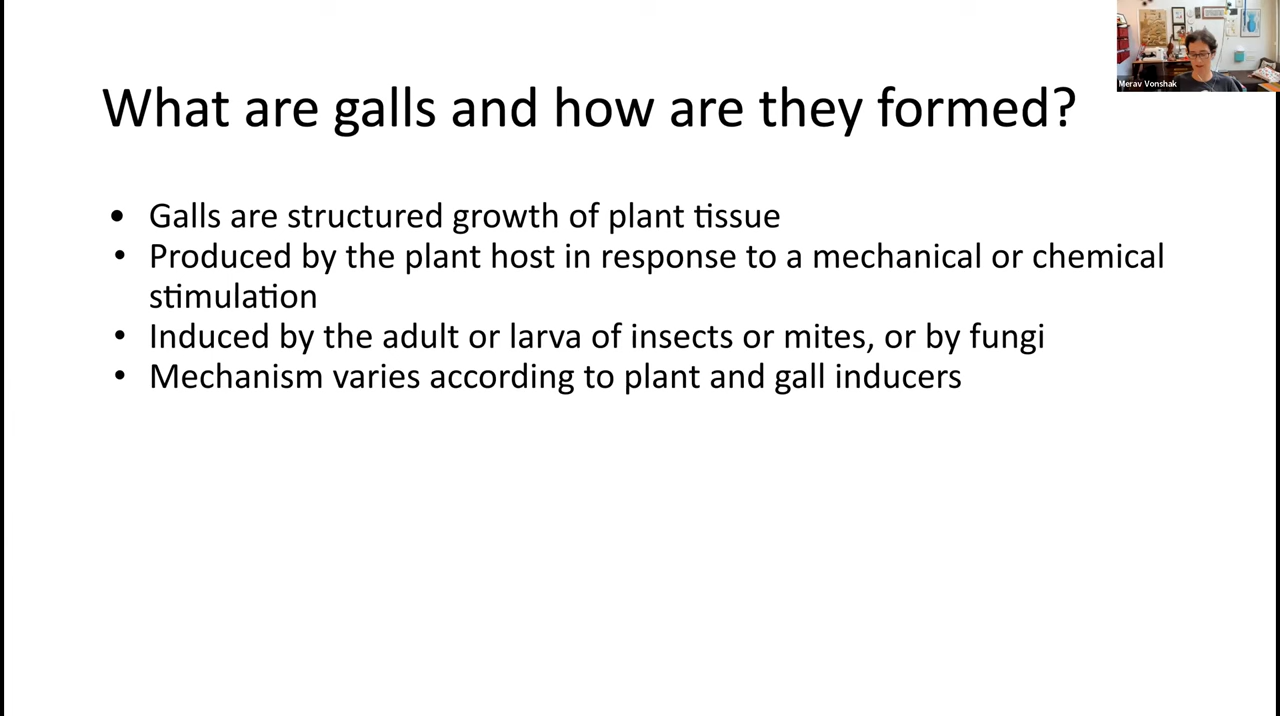 Merav Vonshak
What are galls and how are they formed?
• Galls are structured growth of plant tissue
• Produced by the plant host in response to a mechanical or chemical
stimulation
• Induced by the adult or larva of insects or mites, or by fungi
• Mechanism varies according to plant and gall inducers